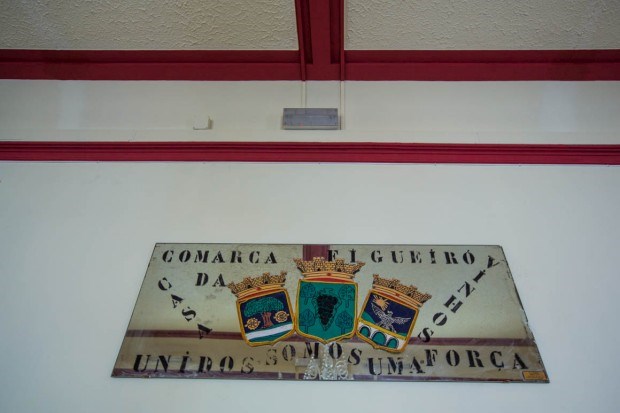 CASA
DA
COMARCA
FIGUEIRÓ
VINHOS
UNIDOS SOMOS UMA FORÇA